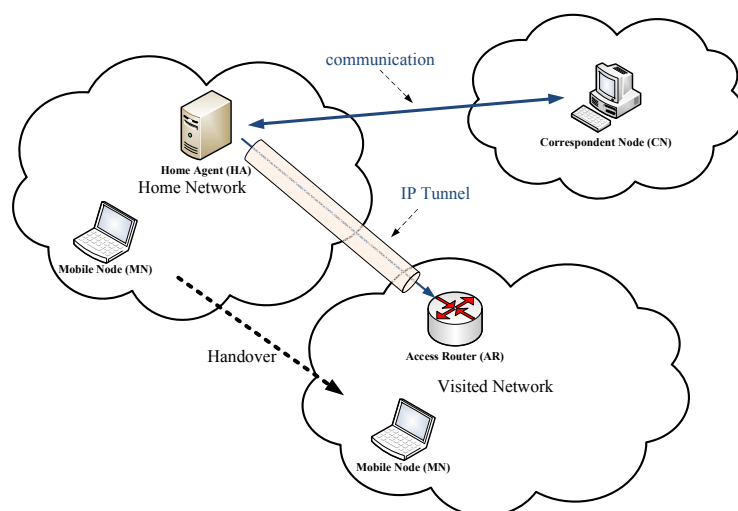 communication
Correspondent Node (CN)
Home Agent (HA)
Home Network
IP Tunnel
Mobile Node (MN)
Handover
Access Router (AR)
Visited Network
Mobile Node (MN)